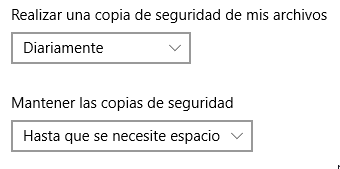 Realizar una copia de seguridad de mis archivos
Diariamente
Mantener las copias de seguridad
Hasta que se necesite espacio